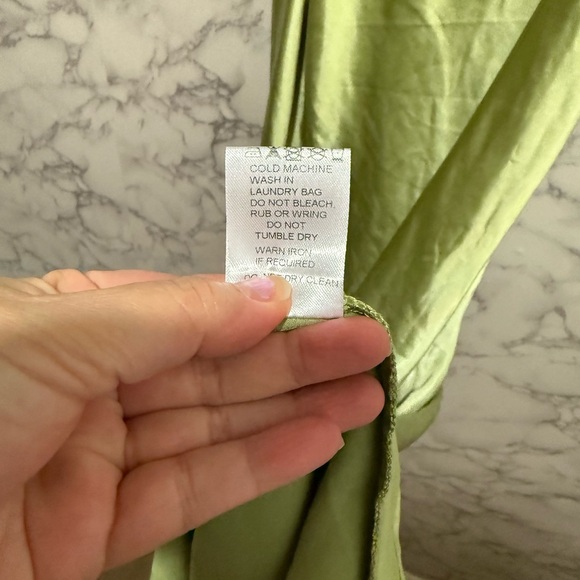 COLD MACHINE
WASH IN
LAUNDRY BAG
DO NOT BLEACH.
RUB OR WRING
DO NOT
TUMBLE DRY
WARN IRON
IF REQUIRED
DO NOT DRY CLEAN